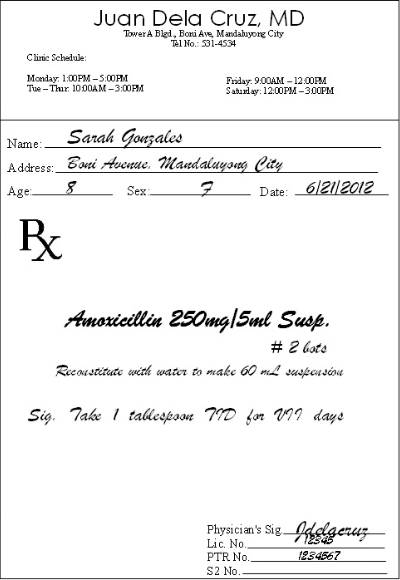 Juan Dela Cruz, MD
Tower A Blgd., Boni Ave, Mandaluyong City
Tel No.: 531-4534
Clinic Schedule:
Monday: 1:00PM – 5:00PM
Tue – Thur: 10:00AM – 3:00PM
Friday: 9:00AM – 12:00PM
Saturday: 12:00PM – 3:00PM
Name: Sarah Gonzales
Address: Boni Avenue, Mandaluyong City
Age: 8 Sex: F Date: 6/21/2012
Rx
Amoxicillin 250mg/5ml Susp.
# 2 bots
Reconstitute with water to make 60 mL suspension
Sig. Take 1 tablespoon TID for VII days
Physician's Sig. Jdelacruz
Lic. No. 12345
PTR No. 1234567
S2 No.